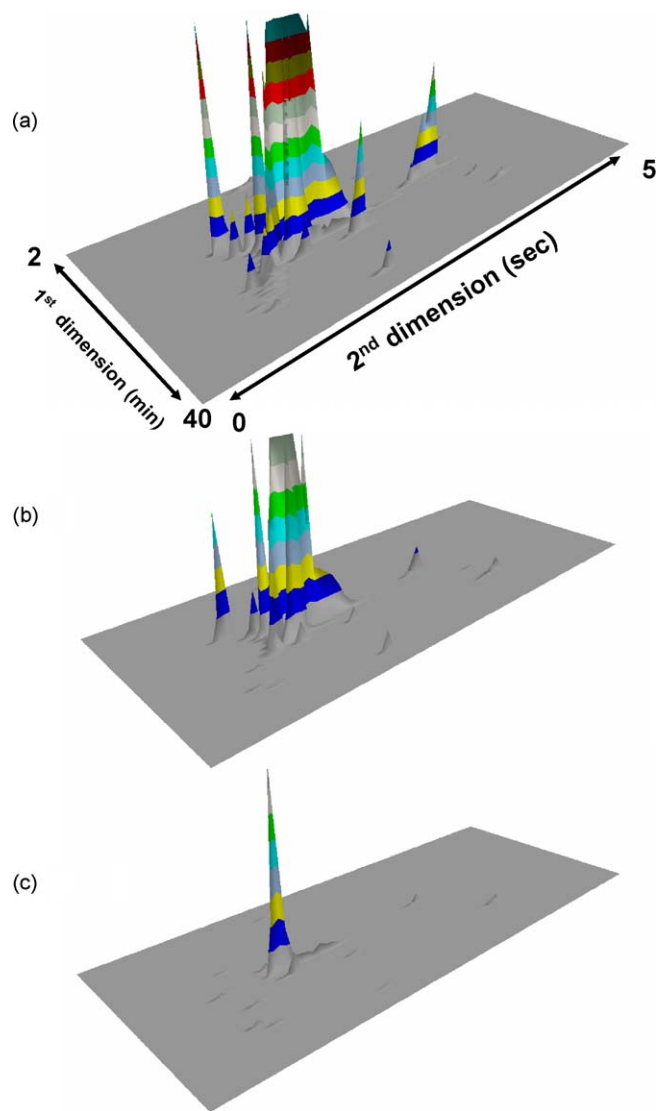 (a)
5
2
1st dimension (min)
2nd dimension (sec)
40 0
(b)
(c)